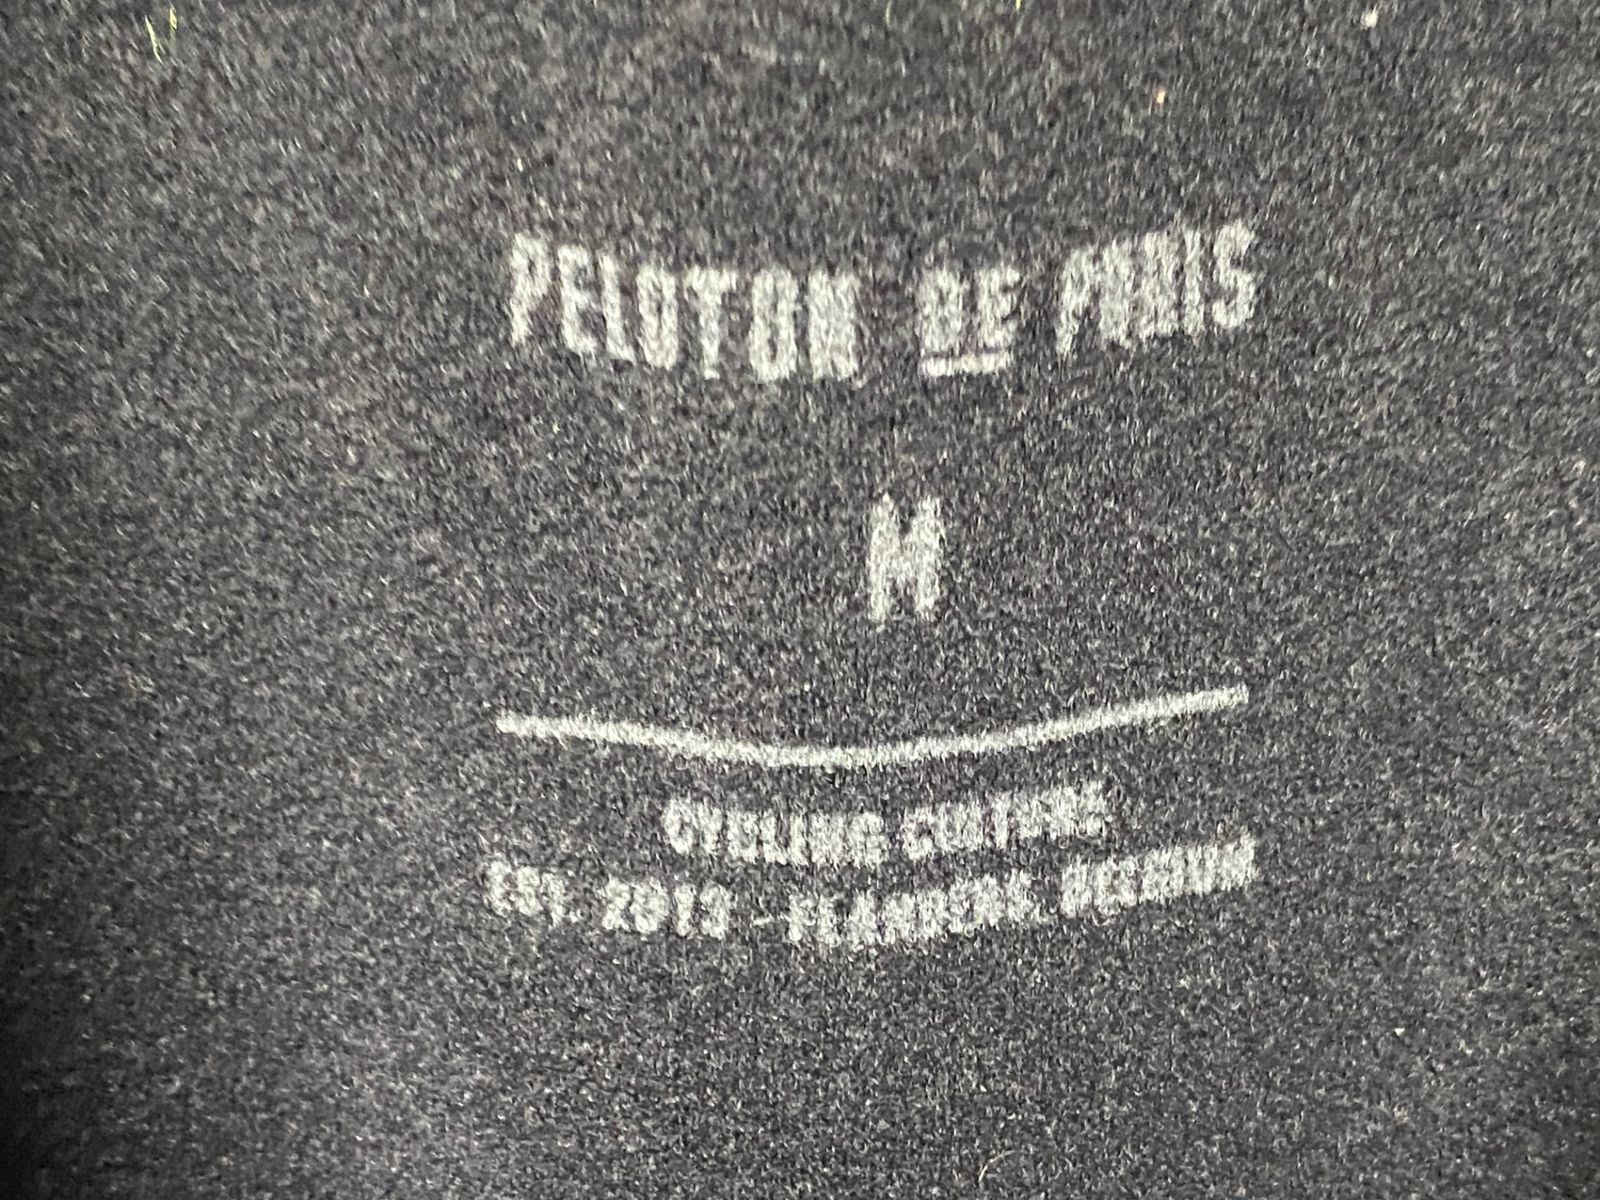 PELOTON DE PARIS
M
CYCLING CULTURE
EST. 2013 - FLANDERS, BELGIUM